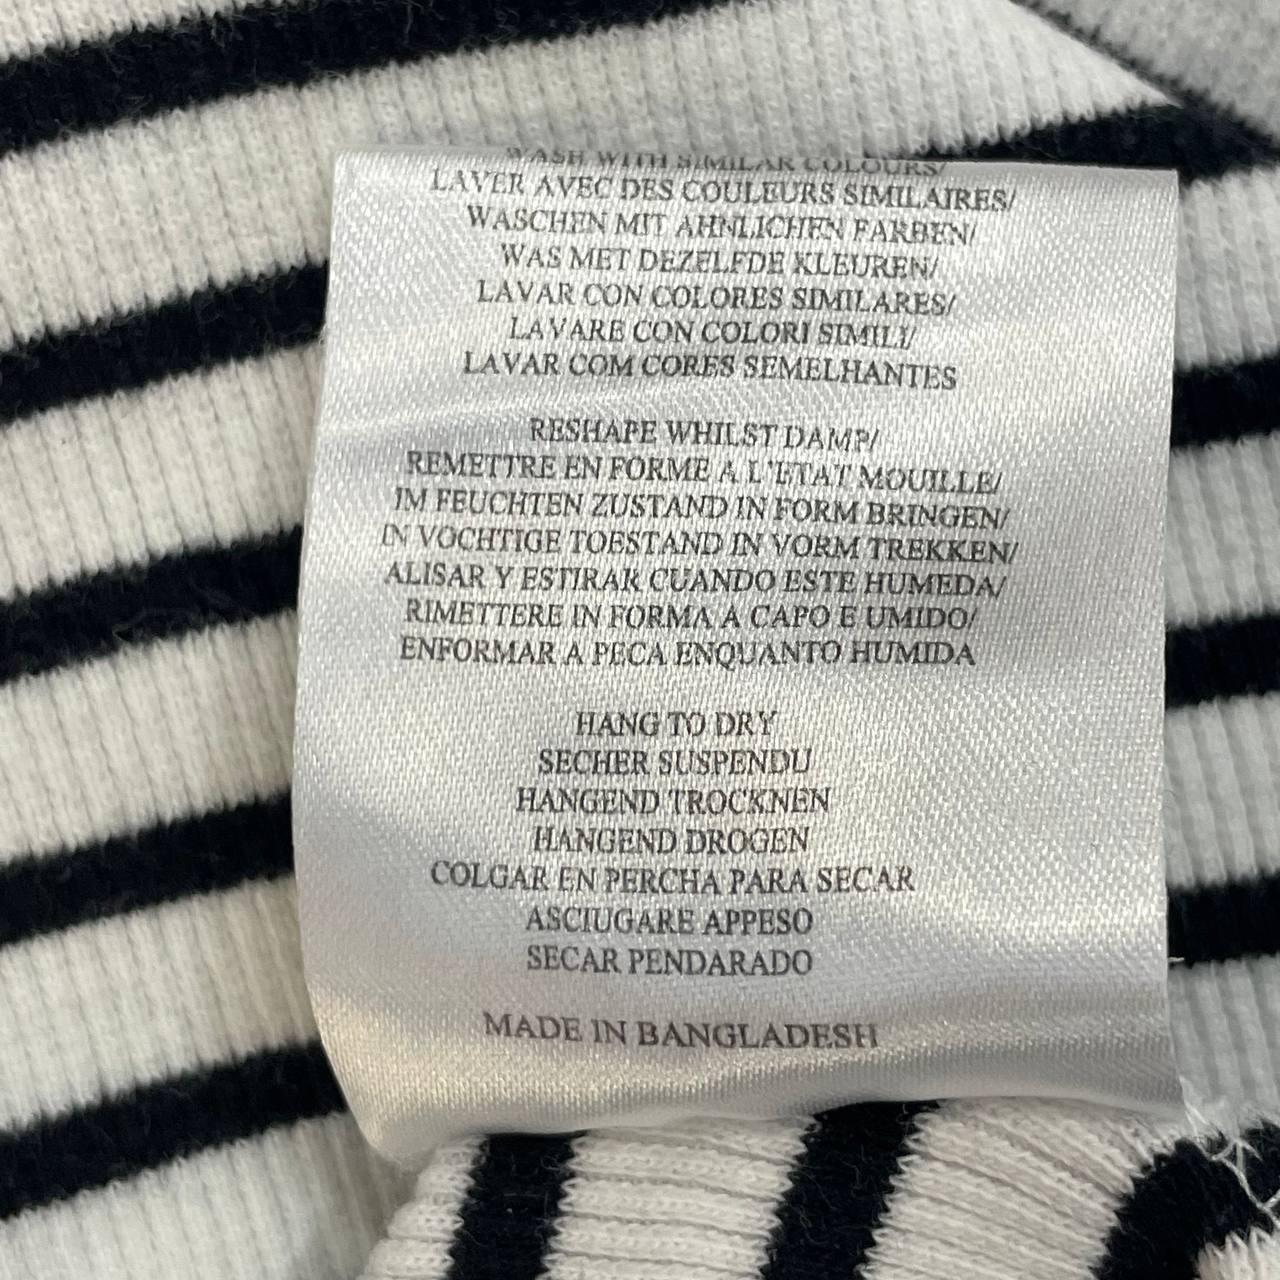 WASH WITH SIMILAR COLOURS/
LAVER AVEC DES COULEURS SIMILAIRES/
WASCHEN MIT AHNLICHEN FARBEN/
WAS MET DEZELFDE KLEUREN/
LAVAR CON COLORES SIMILARES/
LAVARE CON COLORI SIMILI/
LAVAR COM CORES SEMELHANTES
RESHAPE WHILST DAMP/
REMETTRE EN FORME A L'ETAT MOUILLE/
IM FEUCHTEN ZUSTAND IN FORM BRINGEN/
IN VOCHTIGE TOESTAND IN VORM TREKKEN/
ALISAR Y ESTIRAR CUANDO ESTE HUMEDA/
RIMETTERE IN FORMA A CAPO E UMIDO/
ENFORMAR A PECA ENQUANTO HUMIDA
HANG TO DRY
SECHER SUSPENDU
HANGEND TROCKNEN
HANGEND DROGEN
COLGAR EN PERCHA PARA SECAR
ASCIUGARE APPESO
SECAR PENDARADO
MADE IN BANGLADESH